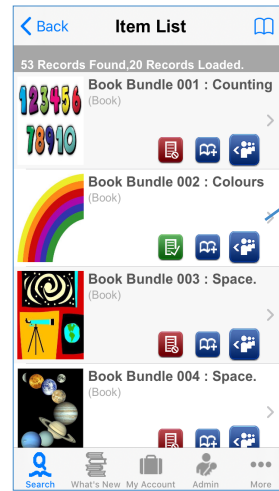 Back
Item List
53 Records Found,20 Records Loaded.
Book Bundle 001 : Counting
(Book)
123456
78910
Book Bundle 002 : Colours
(Book)
Book Bundle 003 : Space.
(Book)
Book Bundle 004 : Space.
(Book)
Search
What's New
My Account
Admin
More